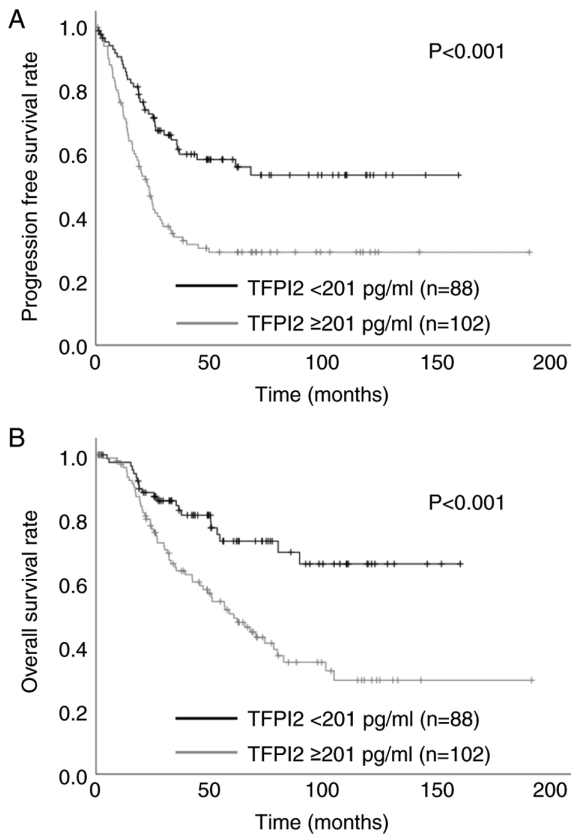 A
Progression free survival rate
1.0
0.8
0.6
0.4
0.2
0.0
P<0.001
TFPI2 <201 pg/ml (n=88)
TFPI2 ≥201 pg/ml (n=102)
0 50 100 150 200
Time (months)
B
Overall survival rate
1.0
0.8
0.6
0.4
0.2
0.0
P<0.001
TFPI2 <201 pg/ml (n=88)
TFPI2 ≥201 pg/ml (n=102)
0 50 100 150 200
Time (months)